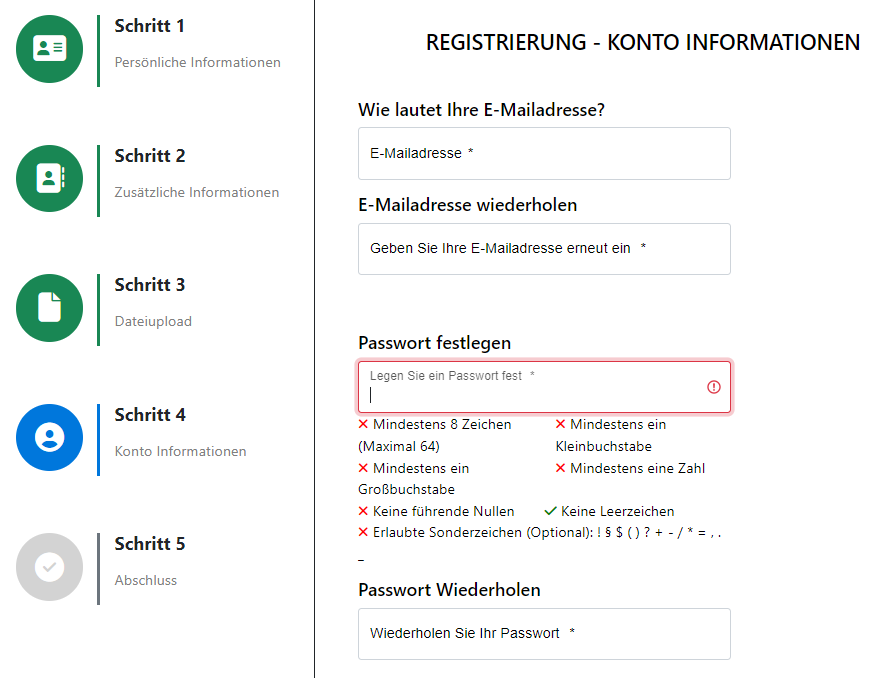 Schritt 1
Persönliche Informationen
Schritt 2
Zusätzliche Informationen
Schritt 3
Dateiupload
Schritt 4
Konto Informationen
Schritt 5
Abschluss
REGISTRIERUNG - KONTO INFORMATIONEN
Wie lautet Ihre E-Mailadresse?
E-Mailadresse *
E-Mailadresse wiederholen
Geben Sie Ihre E-Mailadresse erneut ein *
Passwort festlegen
Legen Sie ein Passwort fest *
✕ Mindestens 8 Zeichen
(Maximal 64)
✕ Mindestens ein
Kleinbuchstabe
✕ Mindestens ein
Großbuchstabe
✕ Mindestens eine Zahl
✕ Keine führende Nullen
✓ Keine Leerzeichen
✕ Erlaubte Sonderzeichen (Optional): ! § $ ( ) ? + - / * = , .
_
Passwort Wiederholen
Wiederholen Sie Ihr Passwort *